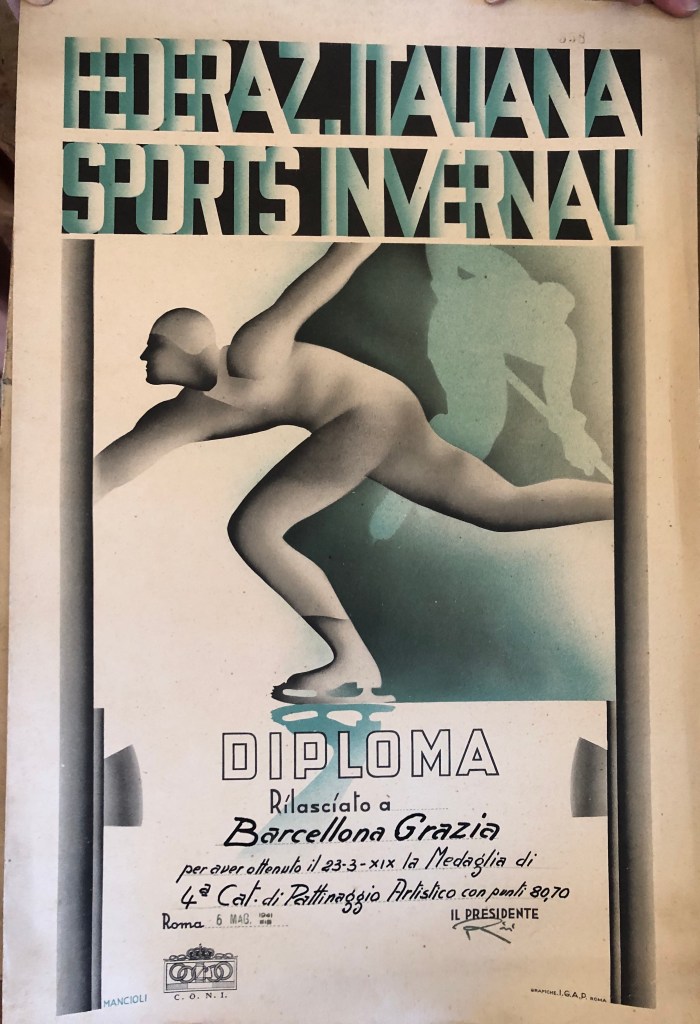 FEDERAZ. ITALIANA
SPORTS INVERNALI
DIPLOMA
Rilasciato a
Barcellona Grazia
per aver ottenuto il 23-3-XIX la Medaglia di
4ª Cat. di Pattinaggio Artistico con punti 80,70
Roma 6 MAG. 1941 XIX
IL PRESIDENTE
C. O. N. I.
MANCIOLI
GRAFICHE I.G.A.P. ROMA